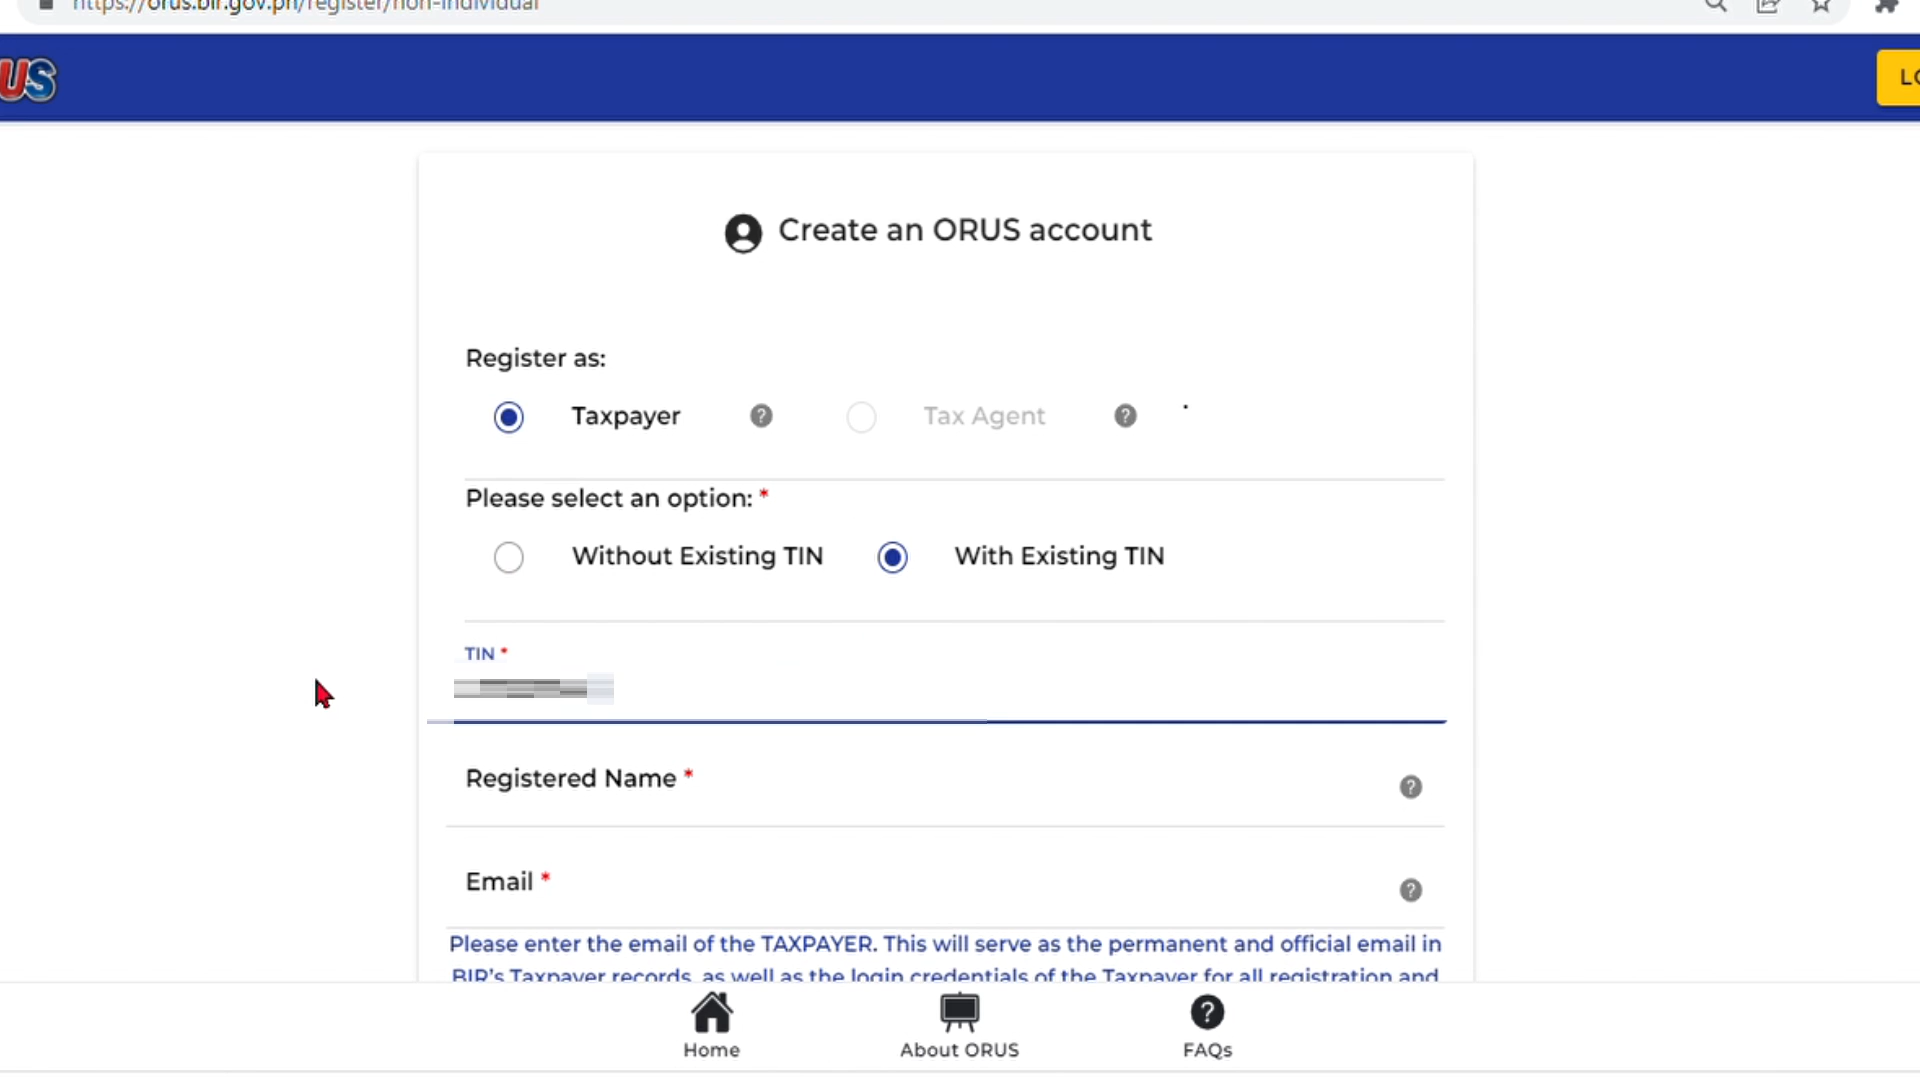 https://orus.bir.gov.ph/register/non-individual
US
LO
Create an ORUS account
Register as:
Taxpayer ? Tax Agent ?
Please select an option: *
Without Existing TIN With Existing TIN
TIN *
Registered Name * ?
Email * ?
Please enter the email of the TAXPAYER. This will serve as the permanent and official email in
BIR's Taxpayer records, as well as the login credentials of the Taxpayer for all registration and
Home About ORUS FAQs